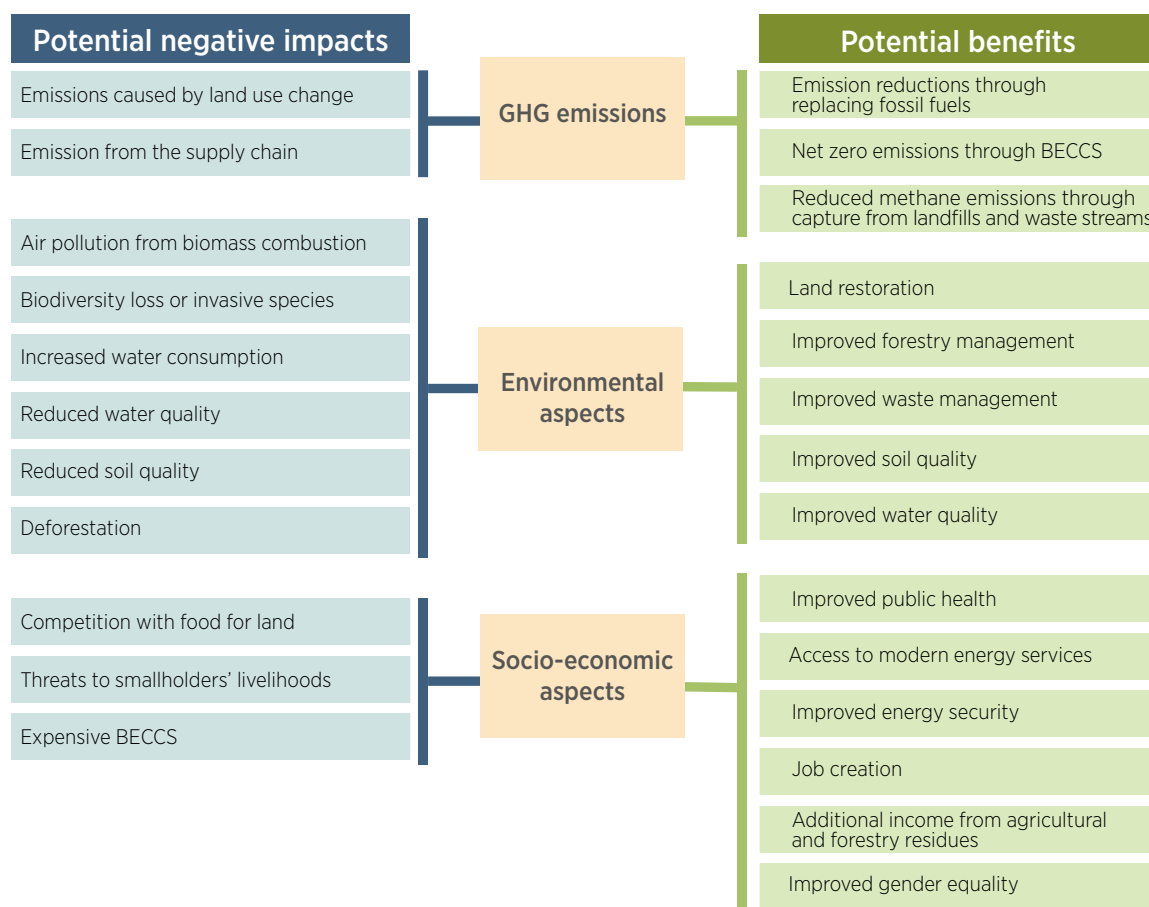 Potential negative impacts
Emissions caused by land use change
Emission from the supply chain
Air pollution from biomass combustion
Biodiversity loss or invasive species
Increased water consumption
Reduced water quality
Reduced soil quality
Deforestation
Competition with food for land
Threats to smallholders’ livelihoods
Expensive BECCS
GHG emissions
Environmental
aspects
Socio-economic
aspects
Potential benefits
Emission reductions through
replacing fossil fuels
Net zero emissions through BECCS
Reduced methane emissions through
capture from landfills and waste streams
Land restoration
Improved forestry management
Improved waste management
Improved soil quality
Improved water quality
Improved public health
Access to modern energy services
Improved energy security
Job creation
Additional income from agricultural
and forestry residues
Improved gender equality